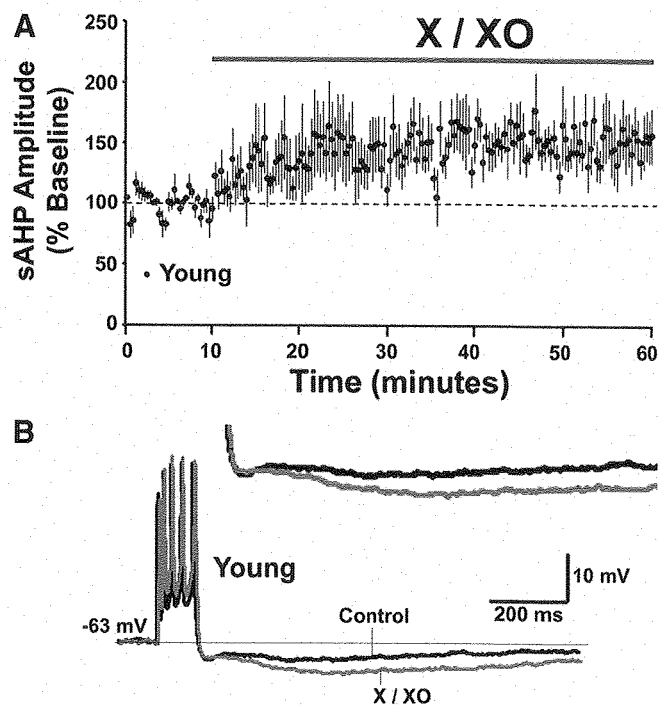 A
X / XO
sAHP Amplitude
(% Baseline)
250
200
150
100
50
0
Young
0
10
20
30
40
50
60
Time (minutes)
B
Young
10 mV
200 ms
-63 mV
Control
X / XO